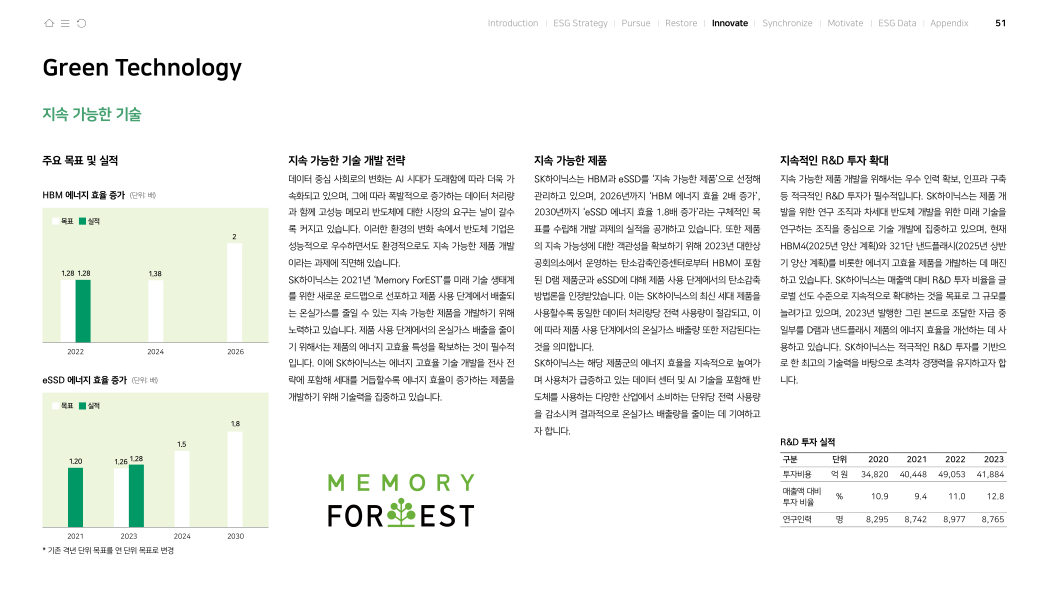 Introduction | ESG Strategy | Pursue | Restore | Innovate | Synchronize | Motivate | ESG Data | Appendix 51
Green Technology
지속 가능한 기술
주요 목표 및 실적
HBM 에너지 효율 증가 (단위: 배)
목표 실적
2
1.28 1.28
1.38
2022 2024 2026
eSSD 에너지 효율 증가 (단위: 배)
목표 실적
1.8
1.5
1.20
1.26 1.28
2021 2023 2024 2030
* 기존 격년 단위 목표를 연 단위 목표로 변경
지속 가능한 기술 개발 전략
데이터 중심 사회로의 변화는 AI 시대가 도래함에 따라 더욱 가
속화되고 있으며, 그에 따라 폭발적으로 증가하는 데이터 처리량
과 함께 고성능 메모리 반도체에 대한 시장의 요구는 날이 갈수
록 커지고 있습니다. 이러한 환경의 변화 속에서 반도체 기업은
성능적으로 우수하면서도 환경적으로도 지속 가능한 제품 개발
이라는 과제에 직면해 있습니다.
SK하이닉스는 2021년 ‘Memory ForEST’를 미래 기술 생태계
를 위한 새로운 로드맵으로 선포하고 제품 사용 단계에서 배출되
는 온실가스를 줄일 수 있는 지속 가능한 제품을 개발하기 위해
노력하고 있습니다. 제품 사용 단계에서의 온실가스 배출을 줄이
기 위해서는 제품의 에너지 고효율 특성을 확보하는 것이 필수적
입니다. 이에 SK하이닉스는 에너지 고효율 기술 개발을 전사 전
략에 포함해 세대를 거듭할수록 에너지 효율이 증가하는 제품을
개발하기 위해 기술력을 집중하고 있습니다.
MEMORY
FOREST
지속 가능한 제품
SK하이닉스는 HBM과 eSSD를 ‘지속 가능한 제품’으로 선정해
관리하고 있으며, 2026년까지 ‘HBM 에너지 효율 2배 증가’,
2030년까지 ‘eSSD 에너지 효율 1.8배 증가’라는 구체적인 목
표를 수립해 개발 과제의 실적을 공개하고 있습니다. 또한 제품
의 지속 가능성에 대한 객관성을 확보하기 위해 2023년 대한상
공회의소에서 운영하는 탄소감축인증센터로부터 HBM이 포함
된 D램 제품군과 eSSD에 대해 제품 사용 단계에서의 탄소감축
방법론을 인정받았습니다. 이는 SK하이닉스의 최신 세대 제품을
사용할수록 동일한 데이터 처리량당 전력 사용량이 절감되고, 이
에 따라 제품 사용 단계에서의 온실가스 배출량 또한 저감된다는
것을 의미합니다.
SK하이닉스는 해당 제품군의 에너지 효율을 지속적으로 높여가
며 사용처가 급증하고 있는 데이터 센터 및 AI 기술을 포함해 반
도체를 사용하는 다양한 산업에서 소비하는 단위당 전력 사용량
을 감소시켜 결과적으로 온실가스 배출량을 줄이는 데 기여하고
자 합니다.
지속적인 R&D 투자 확대
지속 가능한 제품 개발을 위해서는 우수 인력 확보, 인프라 구축
등 적극적인 R&D 투자가 필수적입니다. SK하이닉스는 제품 개
발을 위한 연구 조직과 차세대 반도체 개발을 위한 미래 기술을
연구하는 조직을 중심으로 기술 개발에 집중하고 있으며, 현재
HBM4(2025년 양산 계획)와 321단 낸드플래시(2025년 상반
기 양산 계획)를 비롯한 에너지 고효율 제품을 개발하는 데 매진
하고 있습니다. SK하이닉스는 매출액 대비 R&D 투자 비율을 글
로벌 선도 수준으로 지속적으로 확대하는 것을 목표로 그 규모를
늘려가고 있으며, 2023년 발행한 그린 본드로 조달한 자금 중
일부를 D램과 낸드플래시 제품의 에너지 효율을 개선하는 데 사
용하고 있습니다. SK하이닉스는 적극적인 R&D 투자를 기반으
로 한 최고의 기술력을 바탕으로 초격차 경쟁력을 유지하고자 합
니다.
R&D 투자 실적
구분 단위 2020 2021 2022 2023
투자비용 억 원 34,820 40,448 49,053 41,884
매출액 대비
투자 비율 % 10.9 9.4 11.0 12.8
연구인력 명 8,295 8,742 8,977 8,765